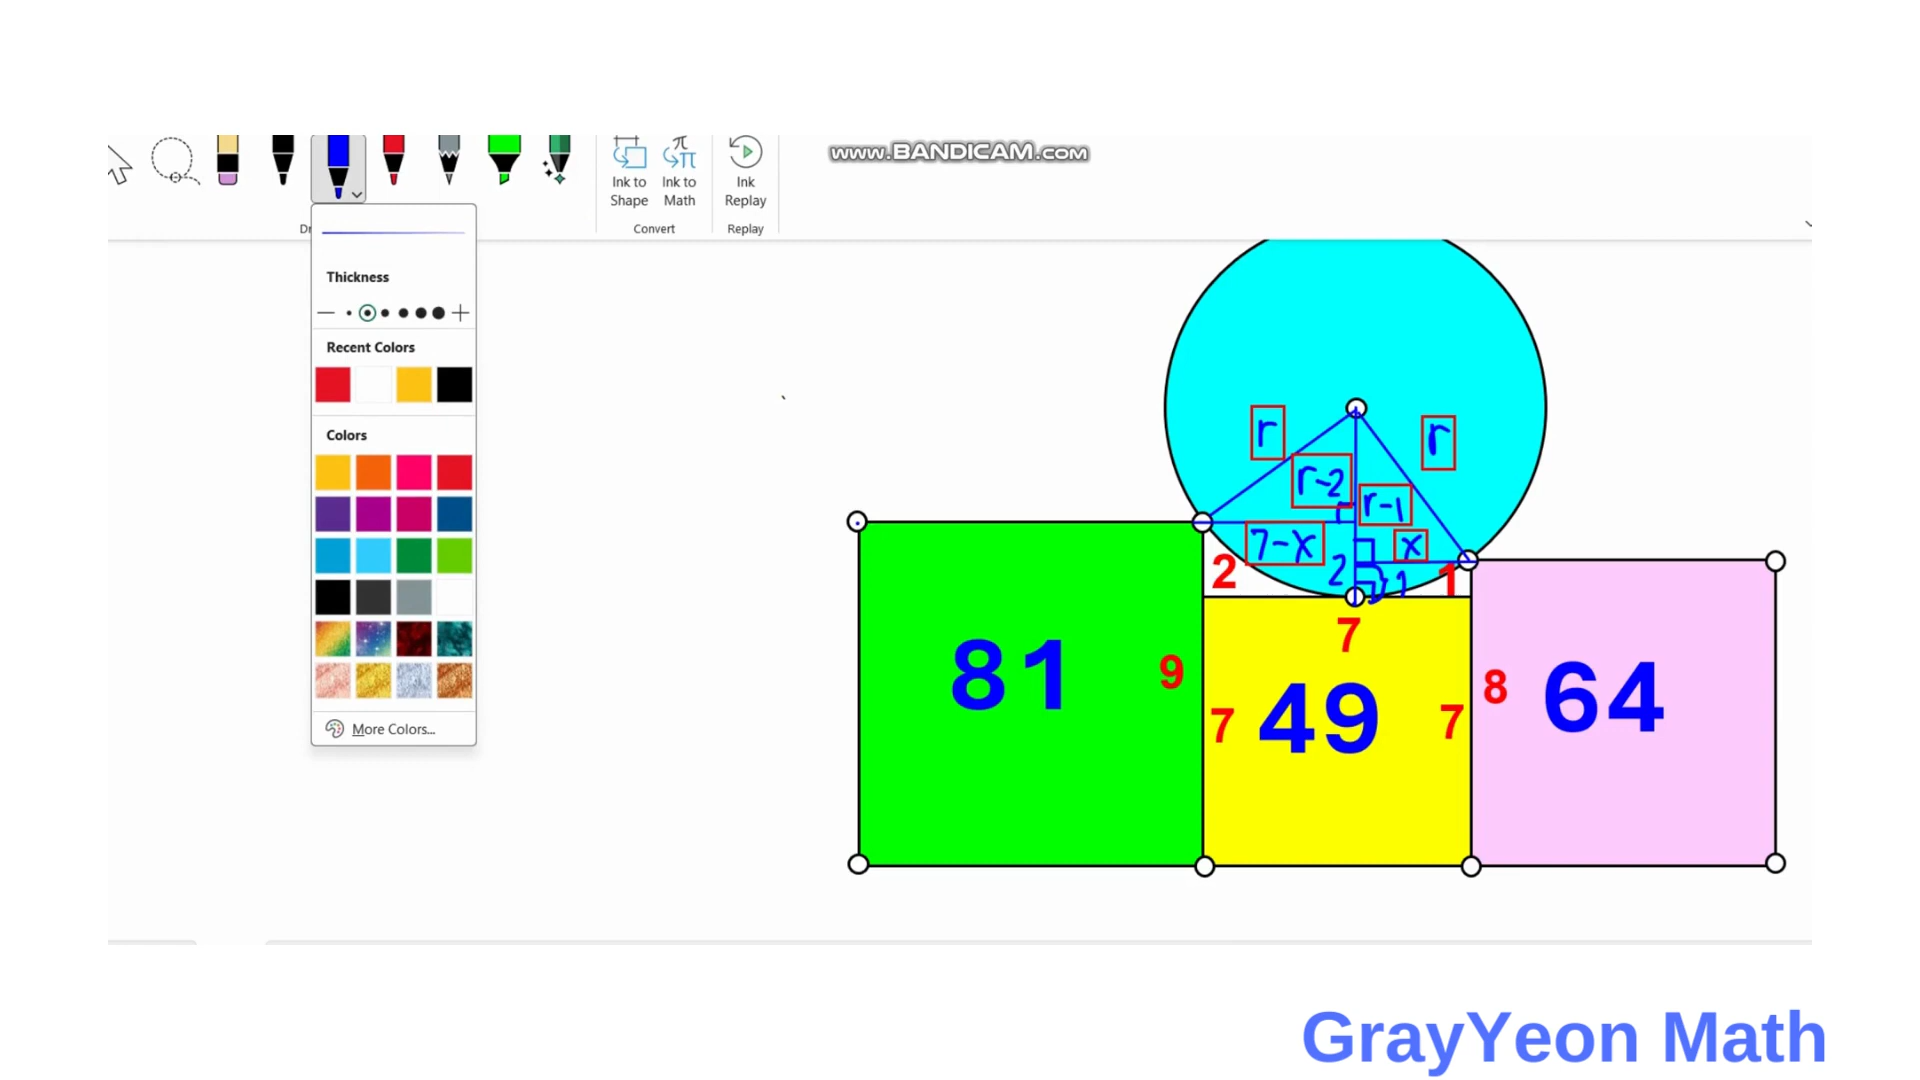 www.BANDICAM.com
Ink to Shape
Ink to Math
Ink Replay
Dr
Convert
Replay
Thickness
Recent Colors
Colors
More Colors...
r
r
r-2
r-1
7-x
x
2
2
1
1
7
81
9
7
49
7
8
64
GrayYeon Math